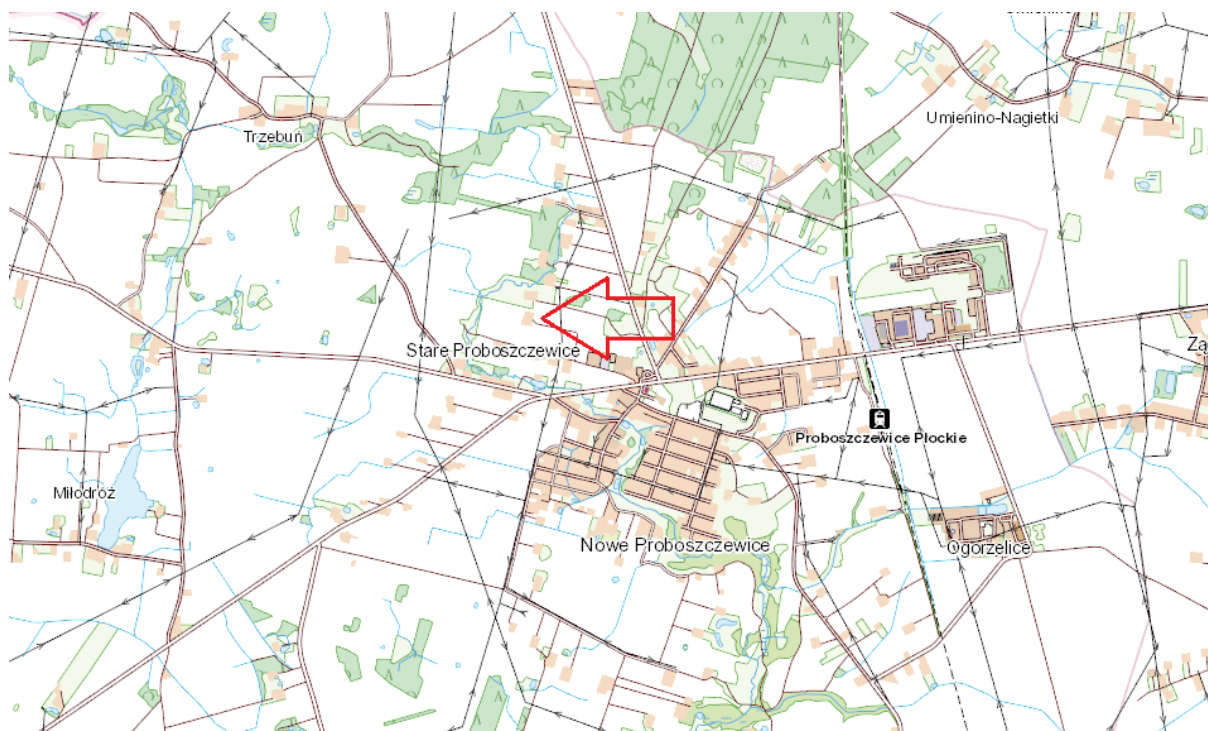 Trzebuń
Umienino-Nagietki
Stare Proboszczewice
Proboszczewice Płockie
Miłodróż
Nowe Proboszczewice
Ogorzelice